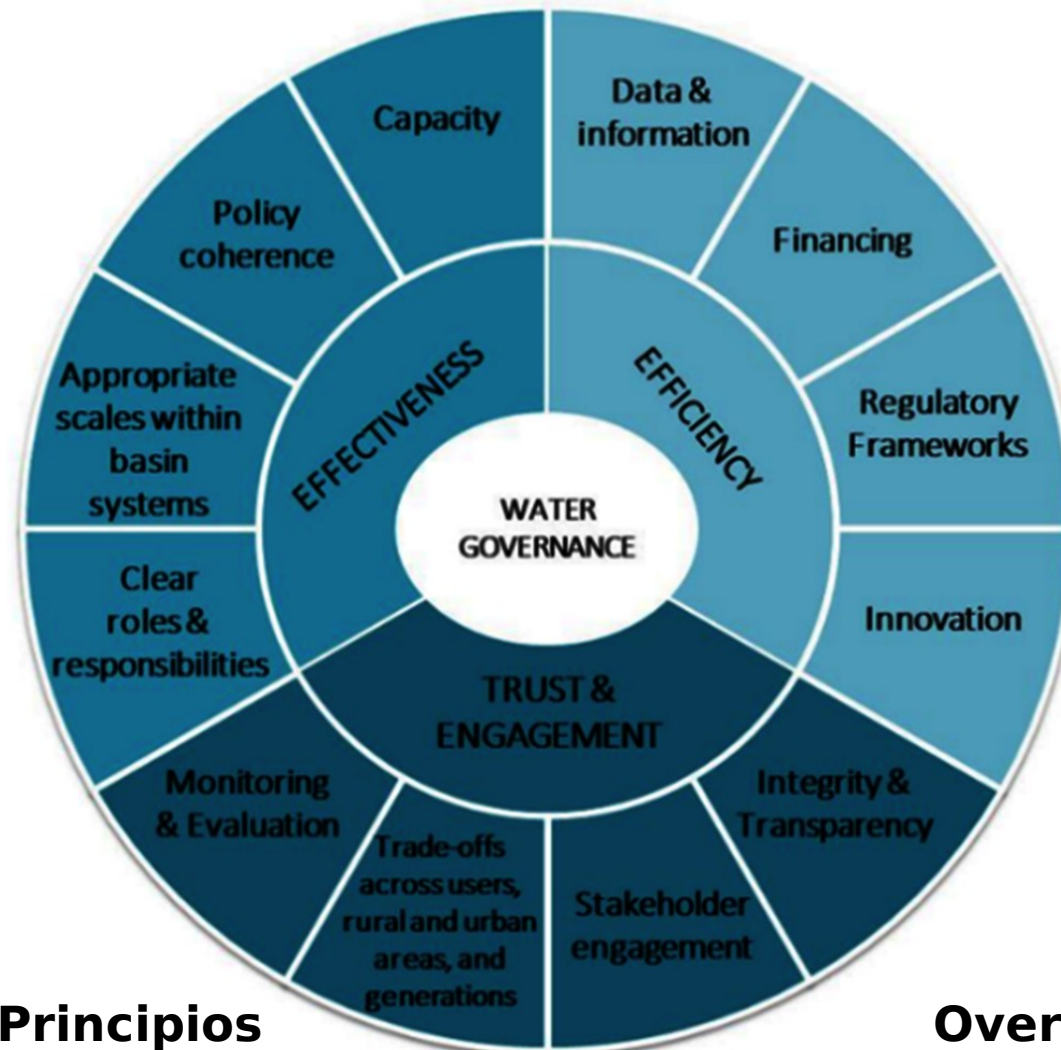 Capacity
Data &
information
Policy
coherence
Financing
Appropriate
scales within
basin
systems
EFFECTIVENESS
EFFICIENCY
Regulatory
Frameworks
WATER
GOVERNANCE
Clear
roles &
responsibilities
Innovation
TRUST &
ENGAGEMENT
Monitoring
& Evaluation
Trade-offs
across users,
rural and urban
areas, and
generations
Stakeholder
engagement
Integrity &
Transparency
Principios
Over